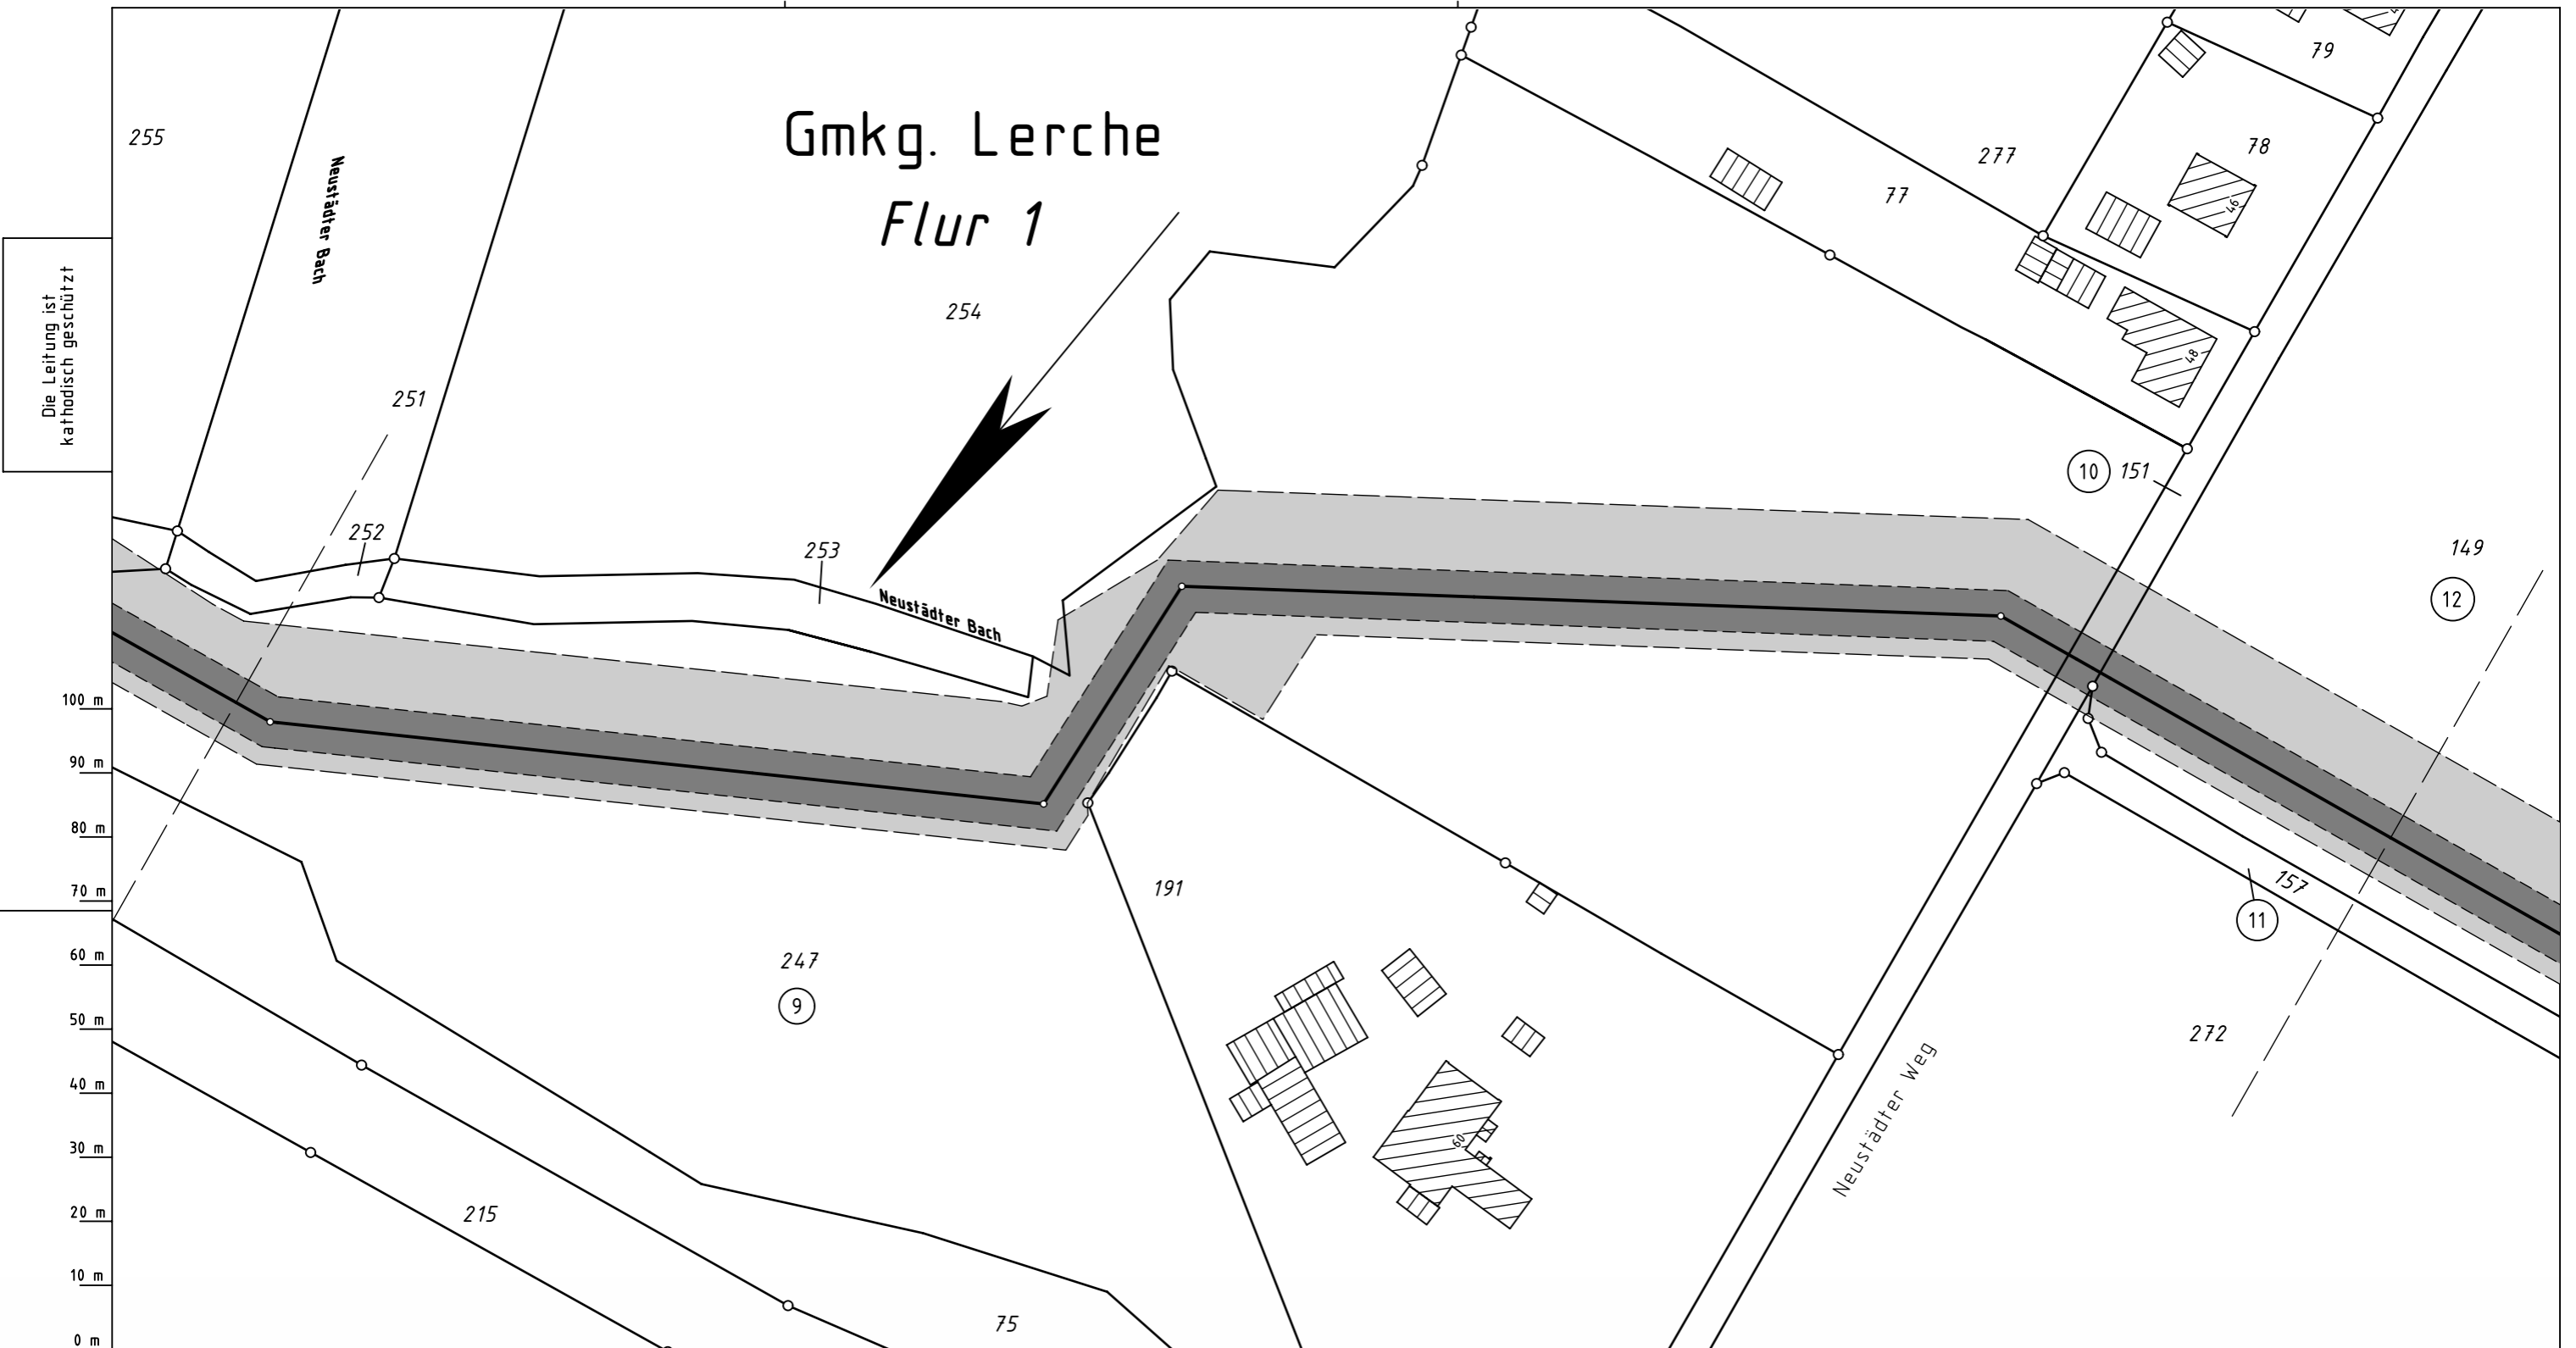 79
255
Gmkg. Lerche
78
277
77
46
Neustädter Bach
Flur 1
254
Die Leitung ist
kathodisch geschützt
48
251
10
151
252
253
149
12
Neustädter Bach
100 m
90 m
80 m
70 m
60 m
50 m
40 m
30 m
20 m
10 m
0 m
191
157
11
247
9
272
Neustädter Weg
60
215
75